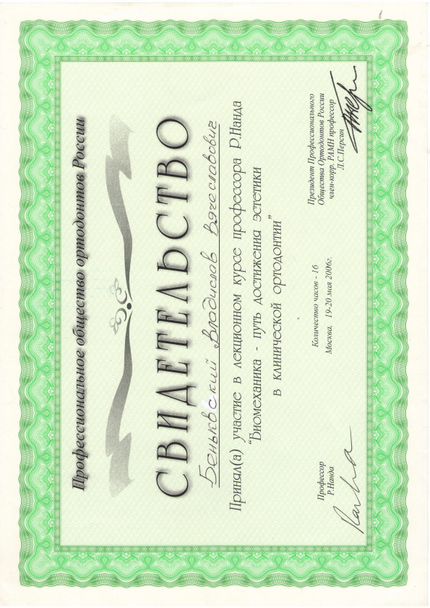 Профессиональное общество ортодонтов России
СВИДЕТЕЛЬСТВО
Беньковский Владислав Вячеславович
Принял(а) участие в лекционном курсе профессора Р.Нанда
"Биомеханика - путь достижения эстетики
в клинической ортодонтии"
Количество часов - 16
Москва, 19-20 мая 2006г.
Профессор
Р.Нанда
Президент Профессионального
Общества Ортодонтов России
член-корр. РАМН профессор
Л.С.Персин